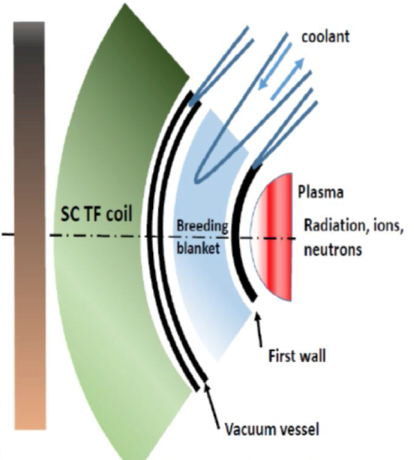 coolant
SC TF coil
Plasma
Breeding
blanket
Radiation, ions,
neutrons
First wall
Vacuum vessel